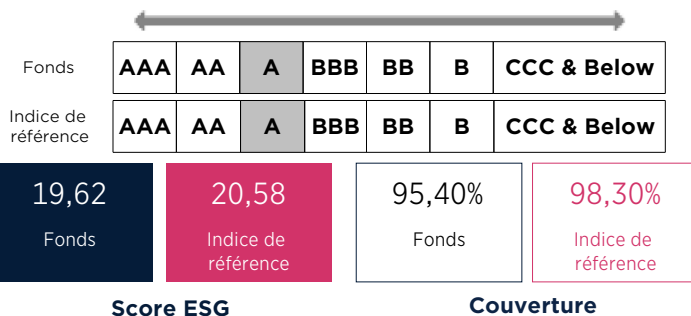 Fonds
AAA AA A BBB BB B CCC & Below
Indice de
référence
AAA AA A BBB BB B CCC & Below
19,62 20,58 95,40% 98,30%
Fonds Indice de Fonds Indice de
référence référence
Score ESG Couverture